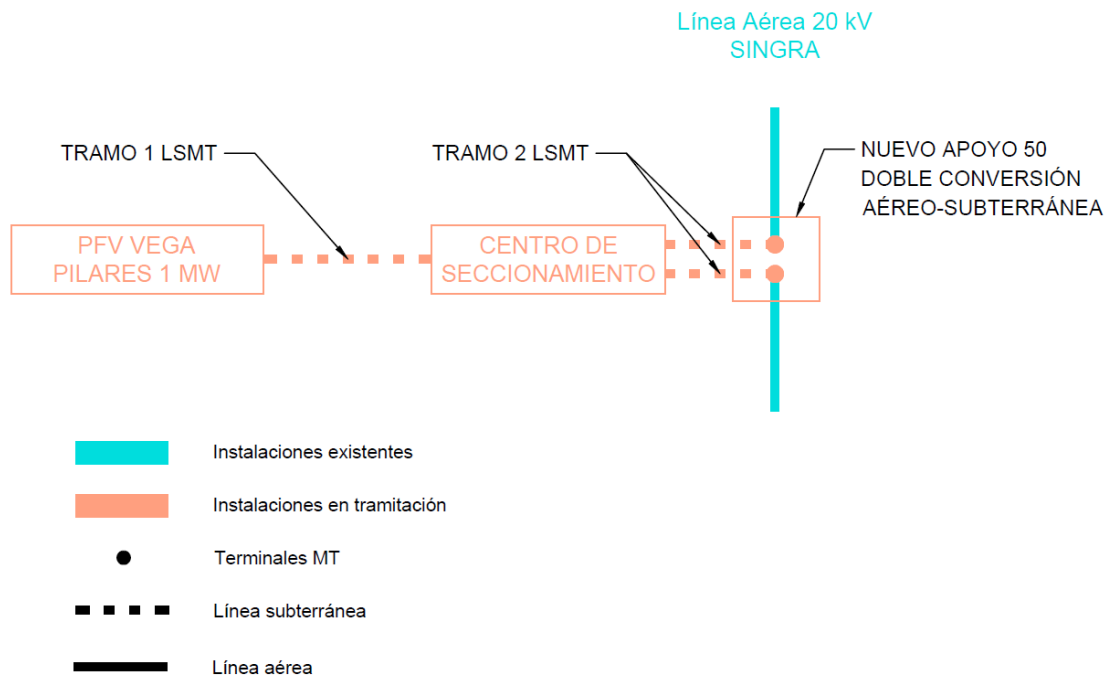 Línea Aérea 20 kV
SINGRA
TRAMO 1 LSMT
TRAMO 2 LSMT
NUEVO APOYO 50
DOBLE CONVERSIÓN
AÉREO-SUBTERRÁNEA
PFV VEGA
PILARES 1 MW
CENTRO DE
SECCIONAMIENTO
Instalaciones existentes
Instalaciones en tramitación
Terminales MT
Línea subterránea
Línea aérea